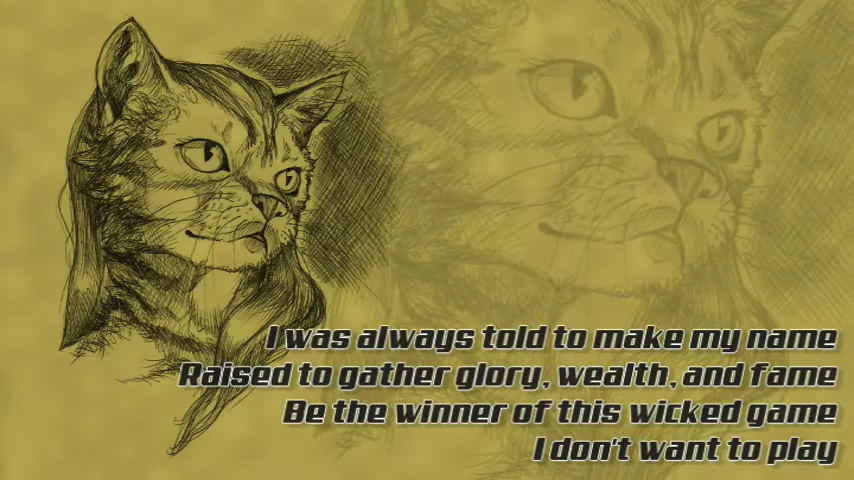 I was always told to make my name
Raised to gather glory, wealth, and fame
Be the winner of this wicked game
I don't want to play